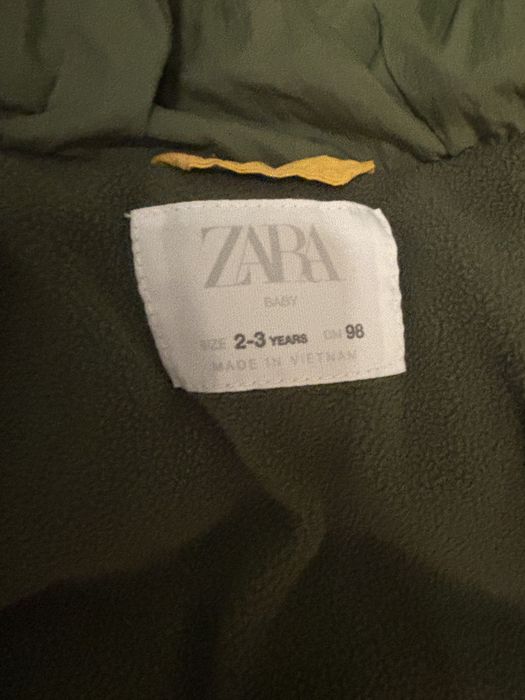 ZARA
BABY
SIZE 2-3 YEARS CM 98
MADE IN VIETNAM